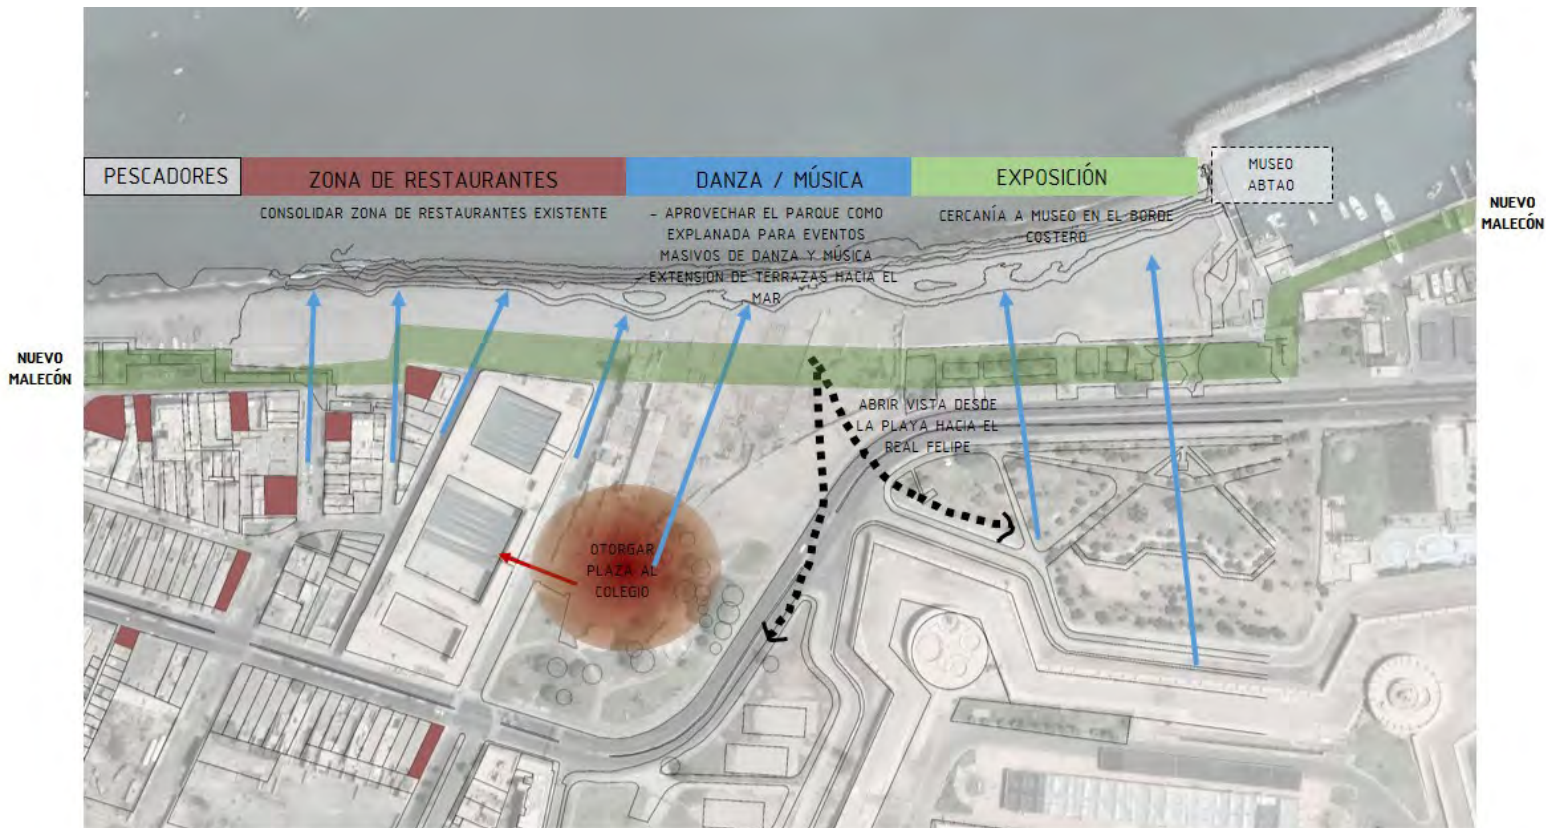 PESCADORES
ZONA DE RESTAURANTES
DANZA / MÚSICA
EXPOSICIÓN
MUSEO
ABTAO
CONSOLIDAR ZONA DE RESTAURANTES EXISTENTE
- APROVECHAR EL PARQUE COMO
EXPLANADA PARA EVENTOS
MASIVOS DE DANZA Y MÚSICA
- EXTENSION DE TERRAZAS HACIA EL
MAR
CERCANÍA A MUSEO EN EL BORDE
COSTERO
NUEVO
MALECÓN
NUEVO
MALECÓN
ABRIR VISTA DESDE
LA PLAYA HACIA EL
REAL FELIPE
OTORGAR
PLAZA AL
COLEGIO